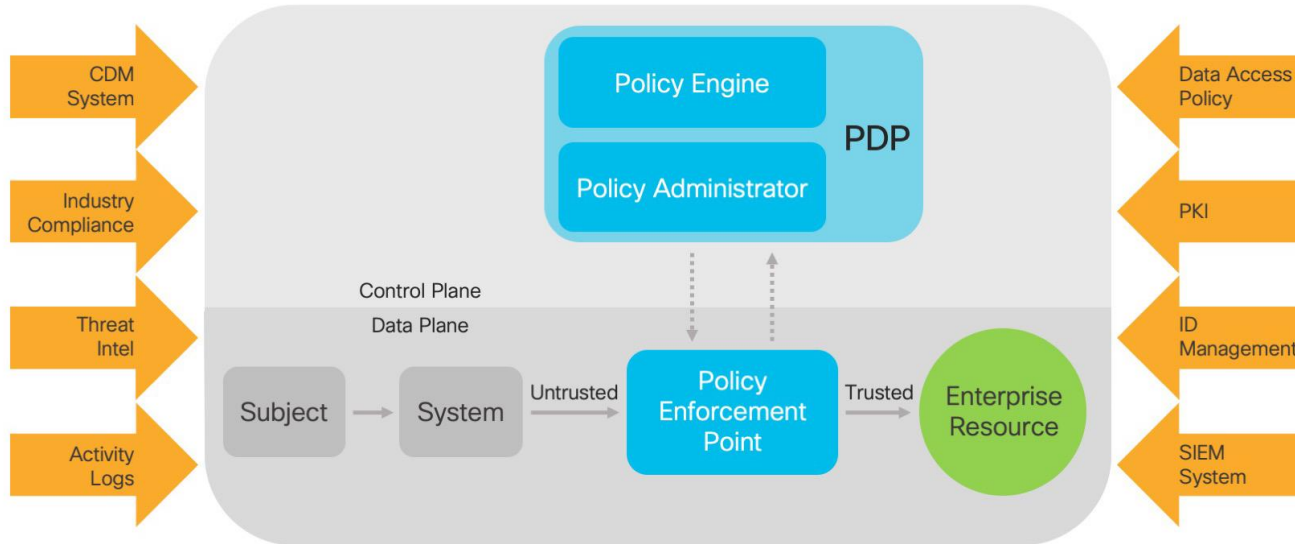 CDM
System
Industry
Compliance
Threat
Intel
Activity
Logs
Policy Engine
Policy Administrator
PDP
Control Plane
Data Plane
Subject
System
Untrusted
Policy
Enforcement
Point
Trusted
Enterprise
Resource
Data Access
Policy
PKI
ID
Management
SIEM
System